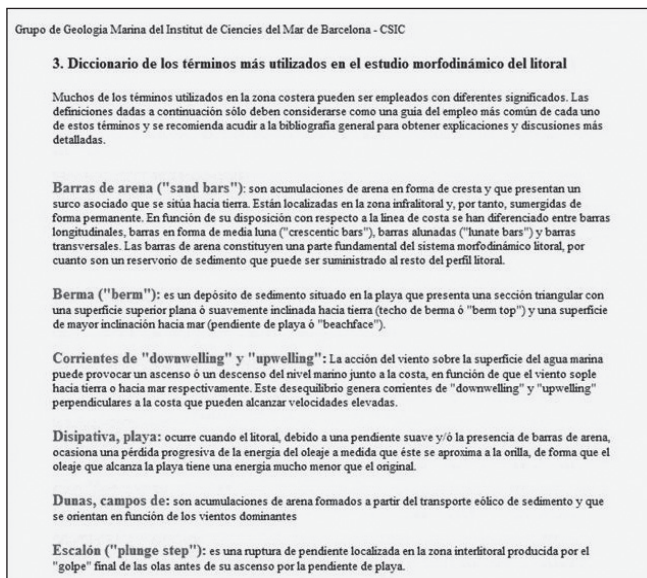 Grupo de Geología Marina del Institut de Ciencies del Mar de Barcelona - CSIC
3. Diccionario de los términos más utilizados en el estudio morfodinámico del litoral
Muchos de los términos utilizados en la zona costera pueden ser empleados con diferentes significados. Las
definiciones dadas a continuación sólo deben considerarse como una guía del empleo más común de cada uno
de estos términos y se recomienda acudir a la bibliografía general para obtener explicaciones y discusiones más
detalladas.
Barras de arena ("sand bars"): son acumulaciones de arena en forma de cresta y que presentan un
surco asociado que se sitúa hacia tierra. Están localizadas en la zona infralitoral y, por tanto, sumergidas de
forma permanente. En función de su disposición con respecto a la línea de costa se han diferenciado entre barras
longitudinales, barras en forma de media luna ("crescentic bars"), barras alunadas ("lunate bars") y barras
transversales. Las barras de arena constituyen una parte fundamental del sistema morfodinámico litoral, por
cuanto son un reservorio de sedimento que puede ser suministrado al resto del perfil litoral.
Berma ("berm"): es un depósito de sedimento situado en la playa que presenta una sección triangular con
una superficie superior plana ó suavemente inclinada hacia tierra (techo de berma ó "berm top") y una superficie
de mayor inclinación hacia mar (pendiente de playa ó "beachface").
Corrientes de "downwelling" y "upwelling": La acción del viento sobre la superficie del agua marina
puede provocar un ascenso ó un descenso del nivel marino junto a la costa, en función de que el viento sople
hacia tierra o hacia mar respectivamente. Este desequilibrio genera corrientes de "downwelling" y "upwelling"
perpendiculares a la costa que pueden alcanzar velocidades elevadas.
Disipativa, playa: ocurre cuando el litoral, debido a una pendiente suave y/ó la presencia de barras de arena,
ocasiona una pérdida progresiva de la energía del oleaje a medida que éste se aproxima a la orilla, de forma que el
oleaje que alcanza la playa tiene una energía mucho menor que el original.
Dunas, campos de: son acumulaciones de arena formados a partir del transporte eólico de sedimento y que
se orientan en función de los vientos dominantes
Escalón ("plunge step"): es una ruptura de pendiente localizada en la zona interlitoral producida por el
"golpe" final de las olas antes de su ascenso por la pendiente de playa.